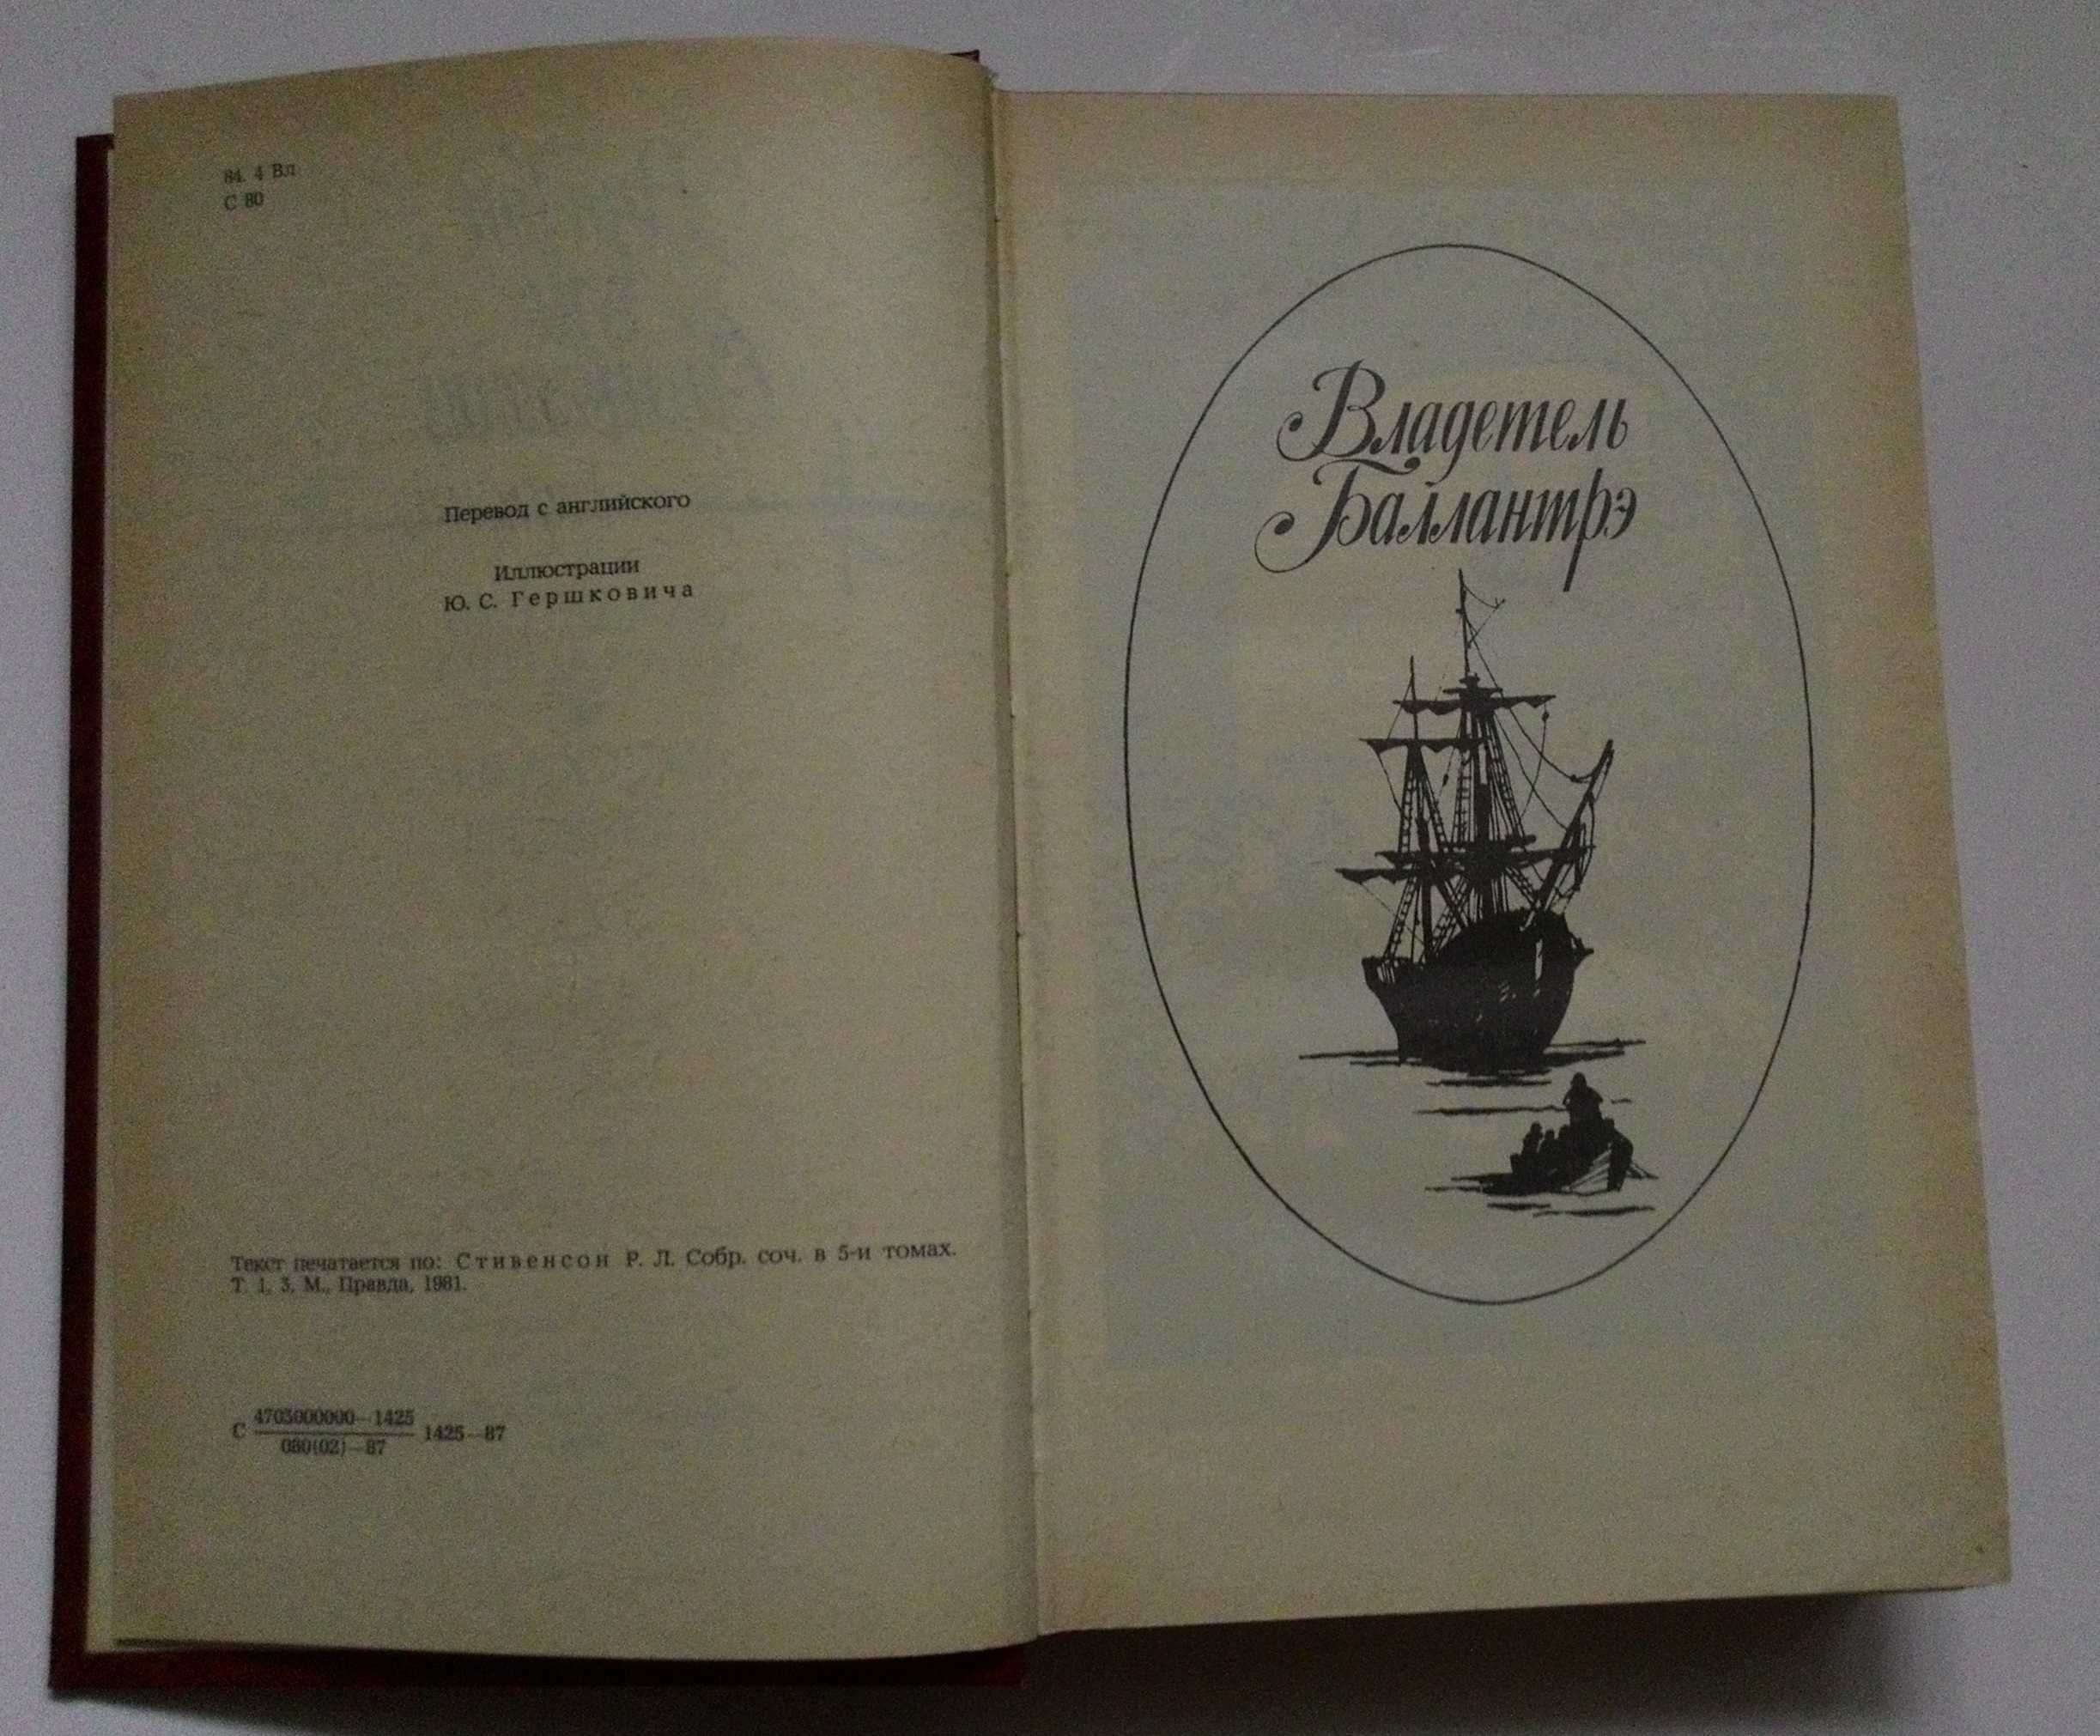 84. 4 Вл
С 80
Перевод с английского
Иллюстрации
Ю. С. Гершковича
Текст печатается по: Стивенсон Р. Л. Собр. соч. в 5-и томах.
Т. 1, 3. М., Правда, 1981.
С 4703000000—1425
080(02)—87
1425—87
Владетель
Баллантрэ